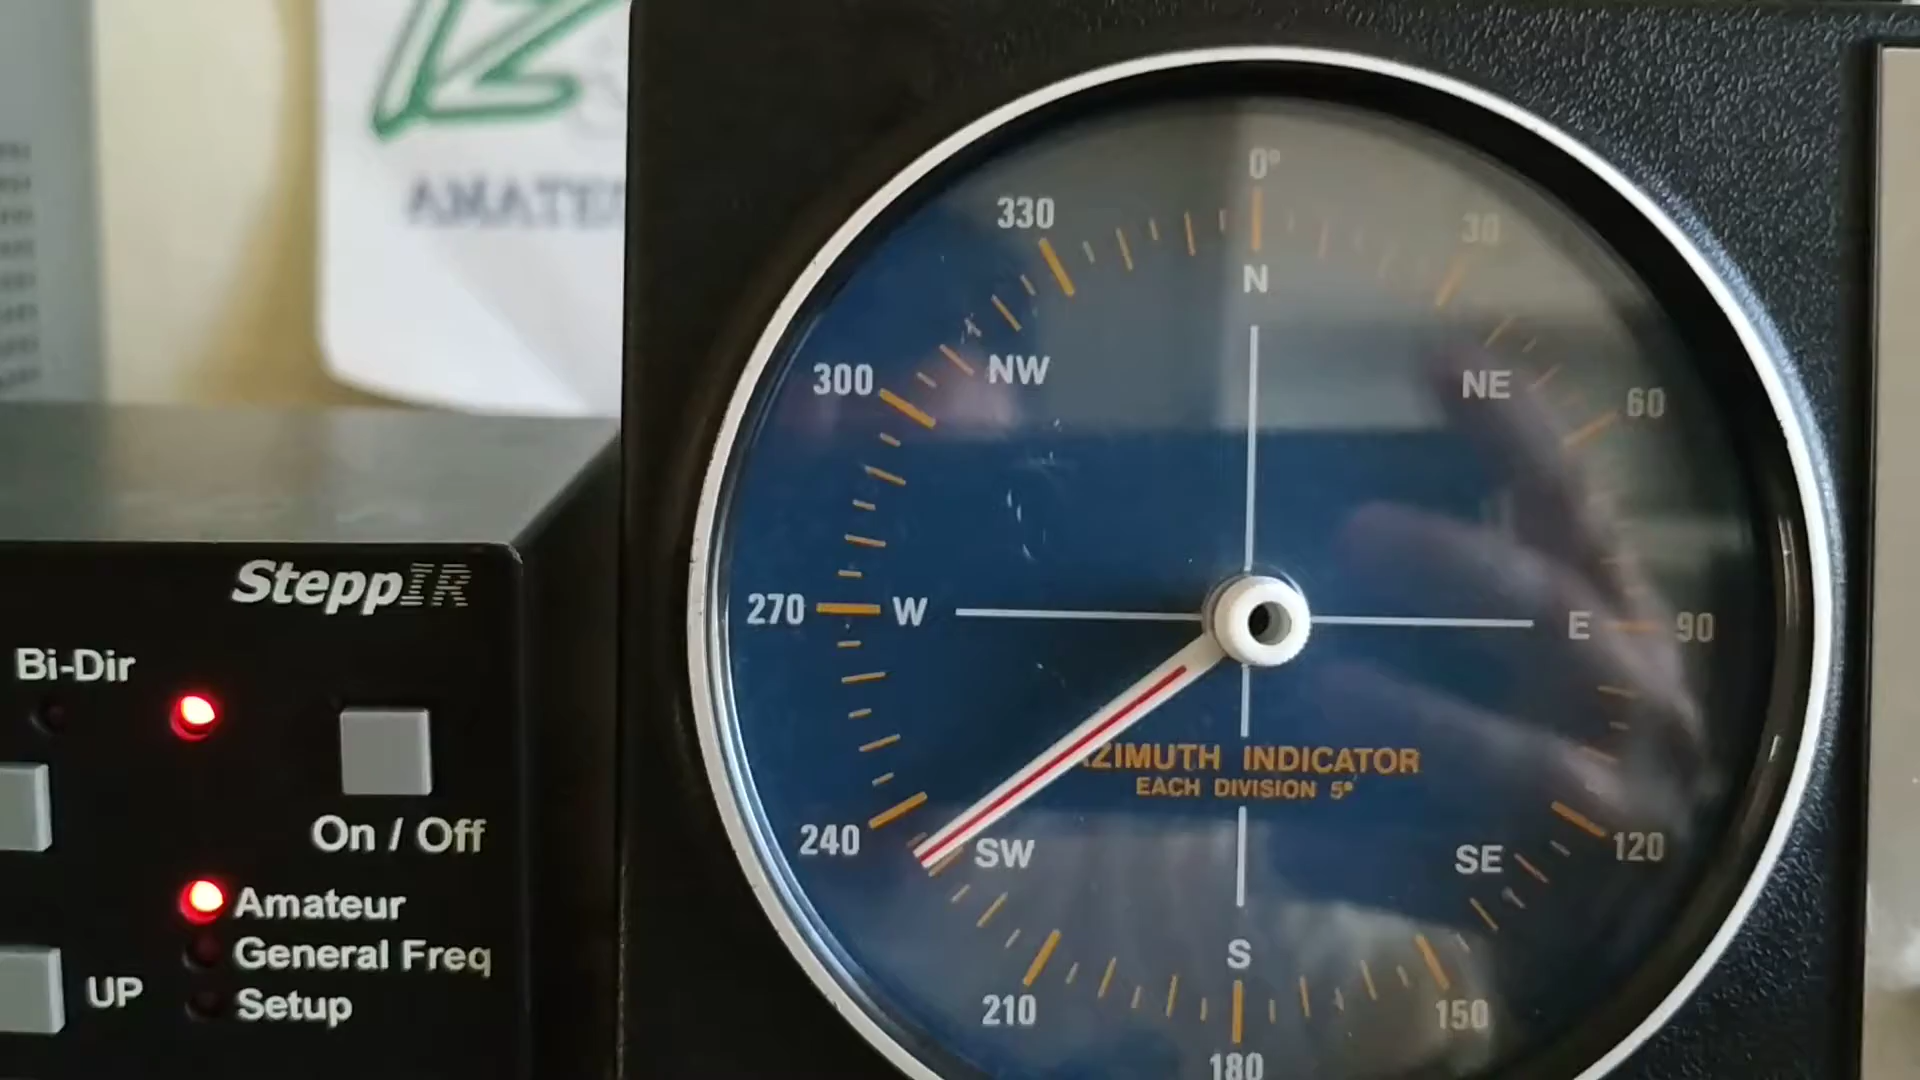 AMATEU
SteppIR
Bi-Dir
On / Off
Amateur
General Freq
Setup
UP
0°
30
60
90
120
150
180
210
240
270
300
330
N
NE
E
SE
S
SW
W
NW
AZIMUTH INDICATOR
EACH DIVISION 5°